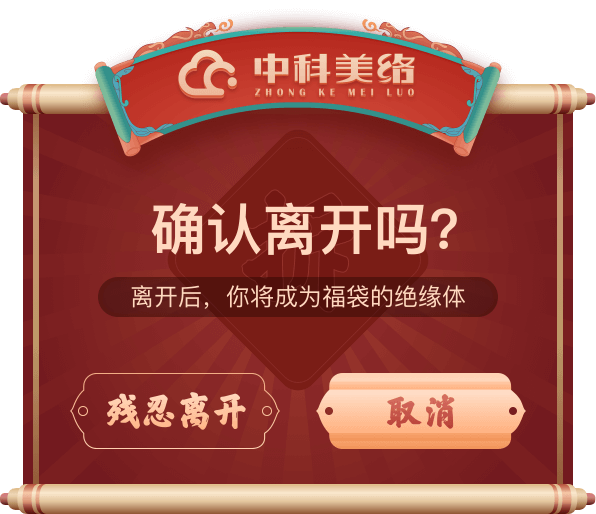 中科美络
ZHONG KE MEI LUO
确认离开吗?
离开后，你将成为福袋的绝缘体
残忍离开
取消